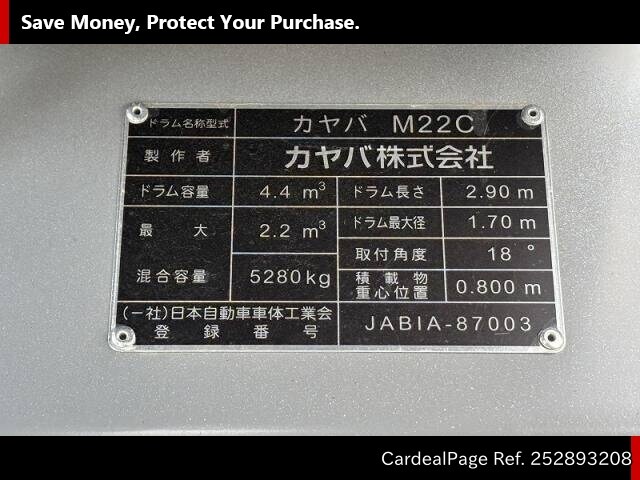 Save Money, Protect Your Purchase.
ドラム名称型式 カヤバ M22C
製作者 カヤバ株式会社
ドラム容量 4.4 m³ ドラム長さ 2.90 m
最大 2.2 m³ ドラム最大径 1.70 m
取付角度 18 °
混合容量 5280kg 積載物
重心位置 0.800 m
(一社)日本自動車車体工業会
登録番号 JABIA-87003
CardealPage Ref. 252893208